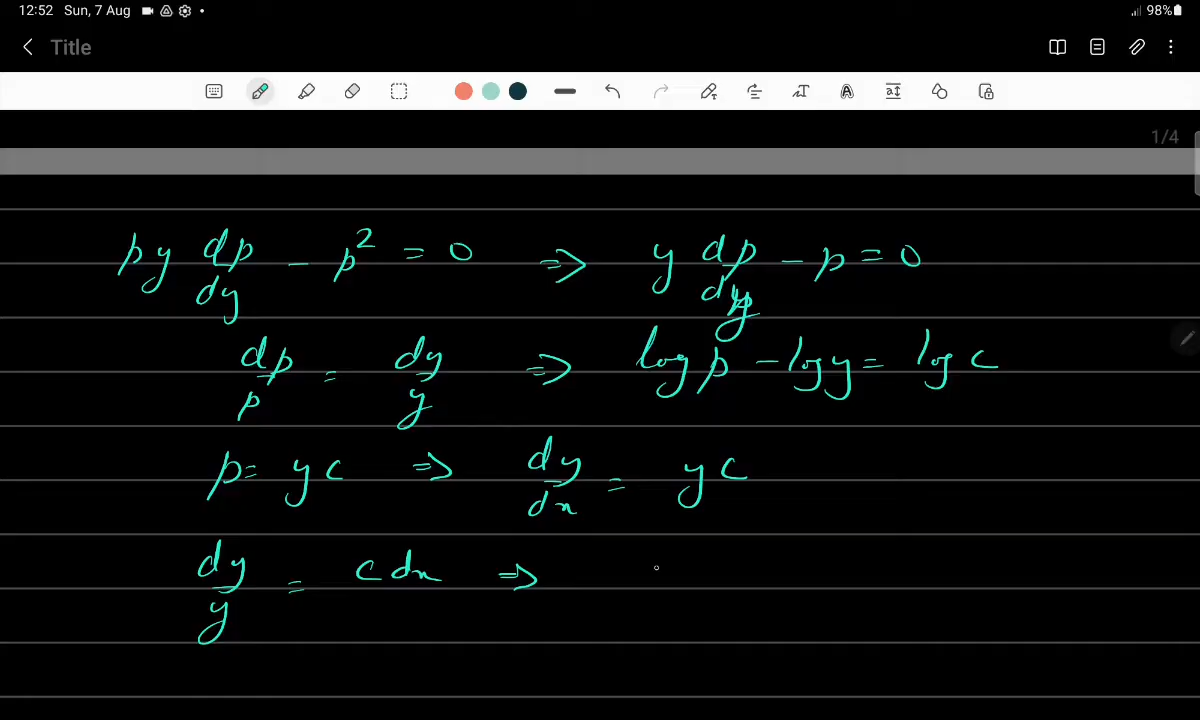 12:52 Sun, 7 Aug 98%
Title
1/4
py dp/dy - p² = 0 => y dp/dy - p = 0
dp/p = dy/y => log p - log y = log c
p = yc => dy/dx = yc
dy/y = c dx =>